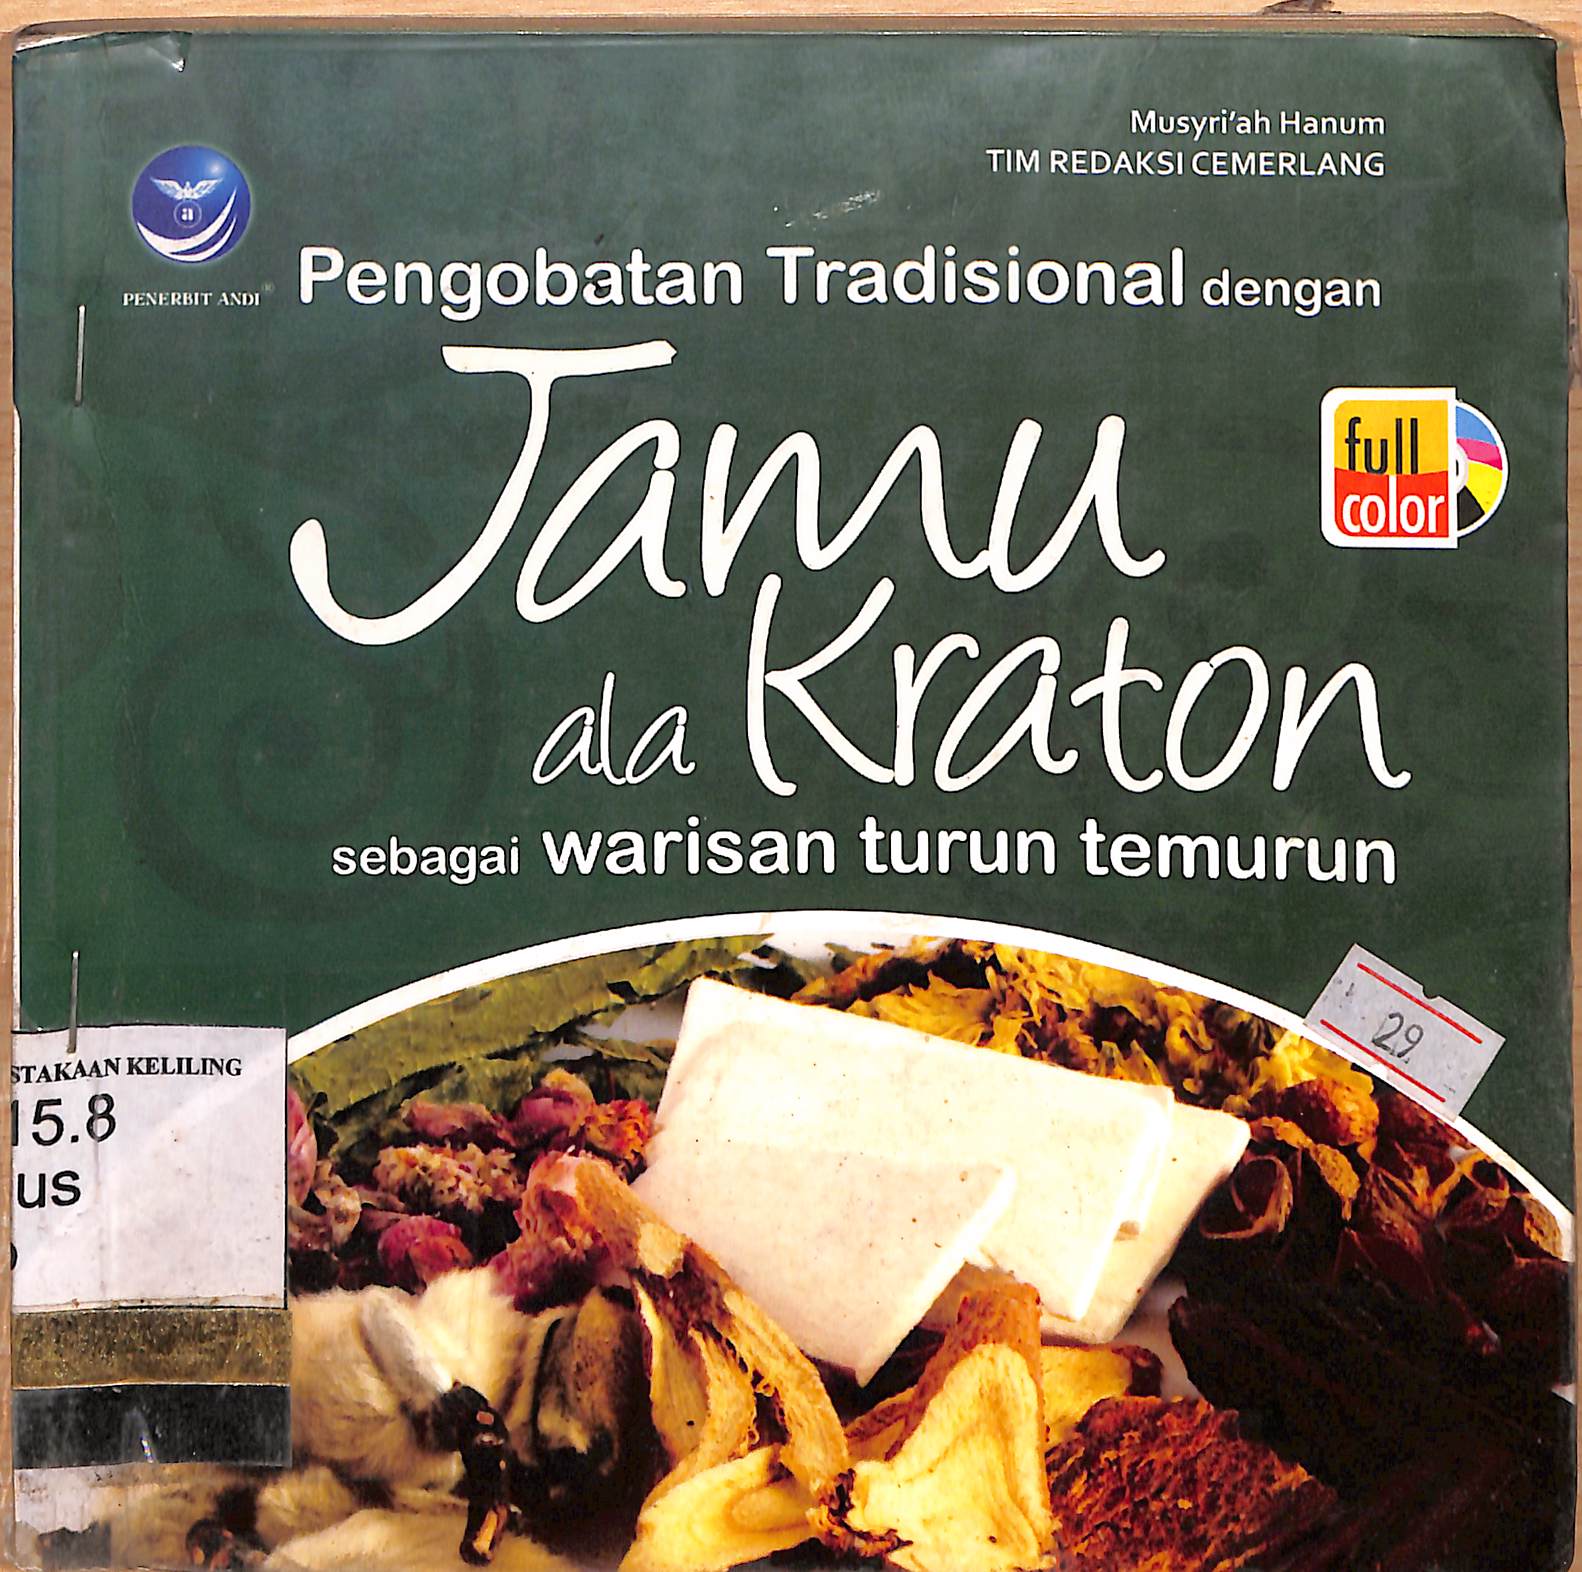 Musyri'ah Hanum
TIM REDAKSI CEMERLANG
a
PENERBIT ANDI®
Pengobatan Tradisional dengan
Jamu
full
color
ala Kraton
sebagai warisan turun temurun
29
STAKAAN KELILING
15.8
us